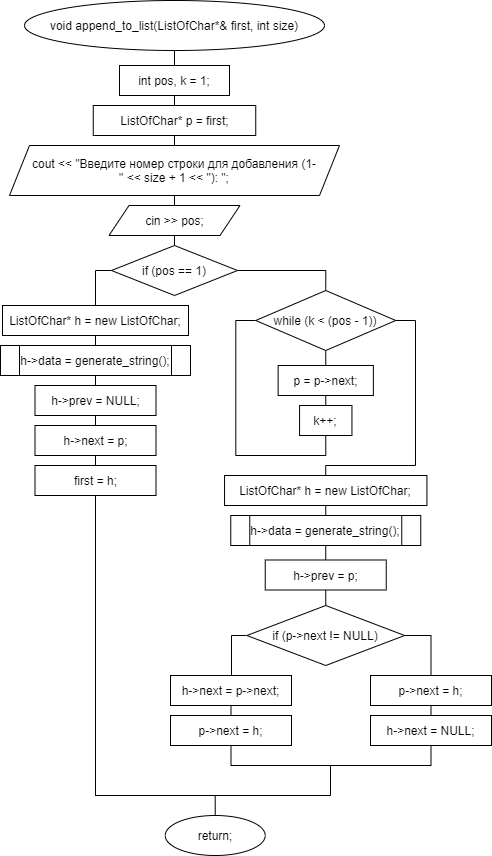 void append_to_list(ListOfChar*& first, int size)
int pos, k = 1;
ListOfChar* p = first;
cout << "Введите номер строки для добавления (1-
" << size + 1 << "): ";
cin >> pos;
if (pos == 1)
ListOfChar* h = new ListOfChar;
h->data = generate_string();
h->prev = NULL;
h->next = p;
first = h;
while (k < (pos - 1))
p = p->next;
k++;
ListOfChar* h = new ListOfChar;
h->data = generate_string();
h->prev = p;
if (p->next != NULL)
h->next = p->next;
p->next = h;
p->next = h;
h->next = NULL;
return;